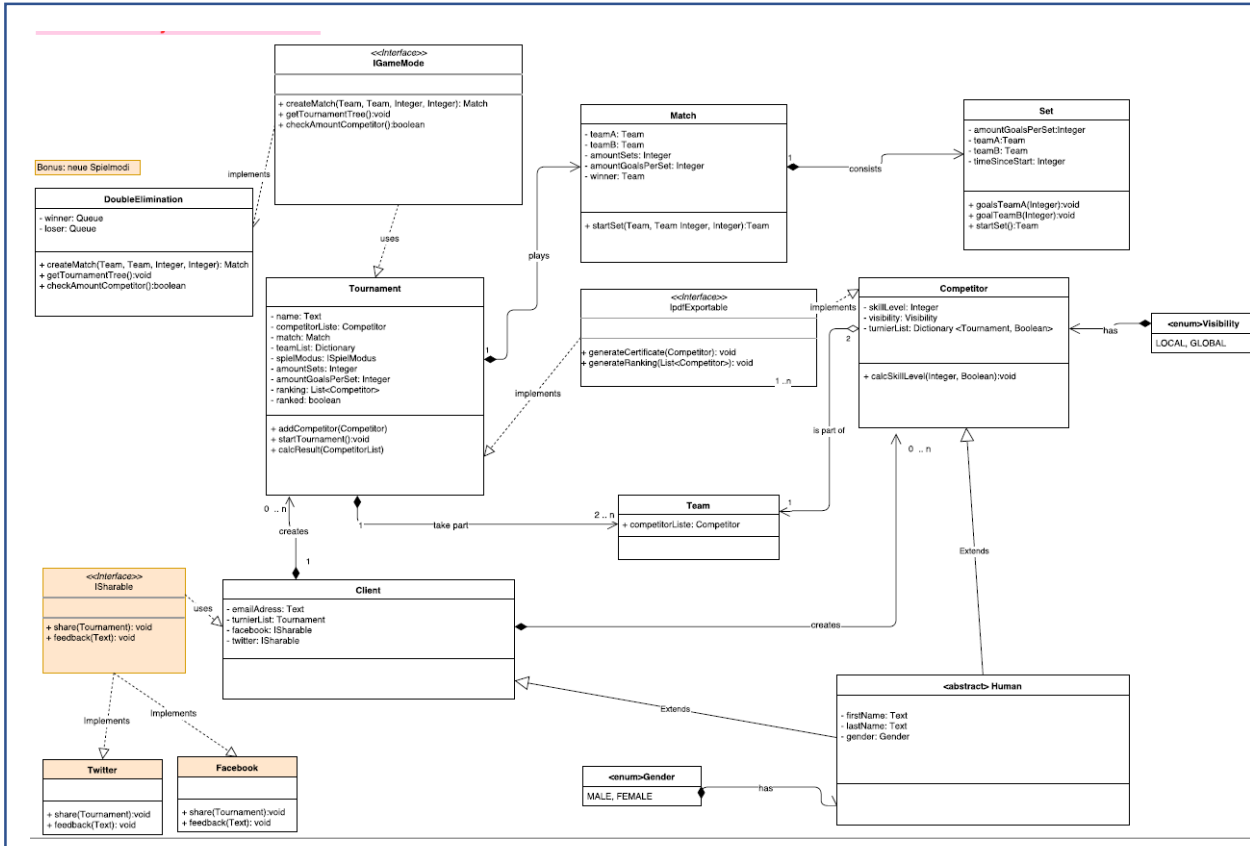 <<Interface>>
IGameMode
+ createMatch(Team, Team, Integer, Integer): Match
+ getTournamentTree():void
+ checkAmountCompetitor():boolean
Bonus: neue Spielmodi
implements
DoubleElimination
- winner: Queue
- loser: Queue
+ createMatch(Team, Team, Integer, Integer): Match
+ getTournamentTree():void
+ checkAmountCompetitor():boolean
uses
plays
Match
- teamA: Team
- teamB: Team
- amountSets: Integer
- amountGoalsPerSet: Integer
- winner: Team
+ startSet(Team, Team Integer, Integer):Team
1
consists
Set
- amountGoalsPerSet:Integer
- teamA:Team
- teamB: Team
- timeSinceStart: Integer
+ goalsTeamA(Integer):void
+ goalTeamB(Integer):void
+ startSet():Team
Tournament
- name: Text
- competitorListe: Competitor
- match: Match
- teamList: Dictionary
- spielModus: ISpielModus
- amountSets: Integer
- amountGoalsPerSet: Integer
- ranking: List<Competitor>
- ranked: boolean
+ addCompetitor(Competitor)
+ startTournament():void
+ calcResult(CompetitorList)
1
<<Interface>>
IpdfExportable
+ generateCertificate(Competitor): void
+ generateRanking(List<Competitor>): void
1 ..n
implements
implements
Competitor
- skillLevel: Integer
- visibility: Visibility
- turnierList: Dictionary <Tournament, Boolean>
+ calcSkillLevel(Integer, Boolean):void
2
has
<enum>Visibility
LOCAL, GLOBAL
is part of
0 .. n
0 .. n
creates
1
1
take part
2 .. n
Team
+ competitorListe: Competitor
1
Extends
<<Interface>>
ISharable
+ share(Tournament): void
+ feedback(Text): void
uses
Client
- emailAdress: Text
- turnierList: Tournament
- facebook: ISharable
- twitter: ISharable
creates
Implements
Implements
Twitter
+ share(Tournament):void
+ feedback(Text): void
Facebook
+ share(Tournament):void
+ feedback(Text): void
Extends
<abstract> Human
- firstName: Text
- lastName: Text
- gender: Gender
<enum>Gender
MALE, FEMALE
has